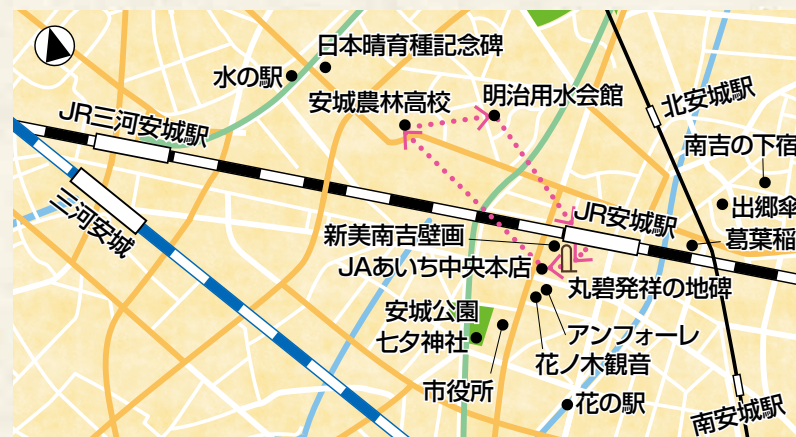 日本晴育種記念碑
水の駅
安城農林高校
明治用水会館
北安城駅
JR三河安城駅
南吉の下宿
三河安城
JR安城駅
出郷傘
新美南吉壁画
葛葉稲
JAあいち中央本店
丸碧発祥の地碑
安城公園
アンフォーレ
七夕神社
花ノ木観音
市役所
花の駅
南安城駅